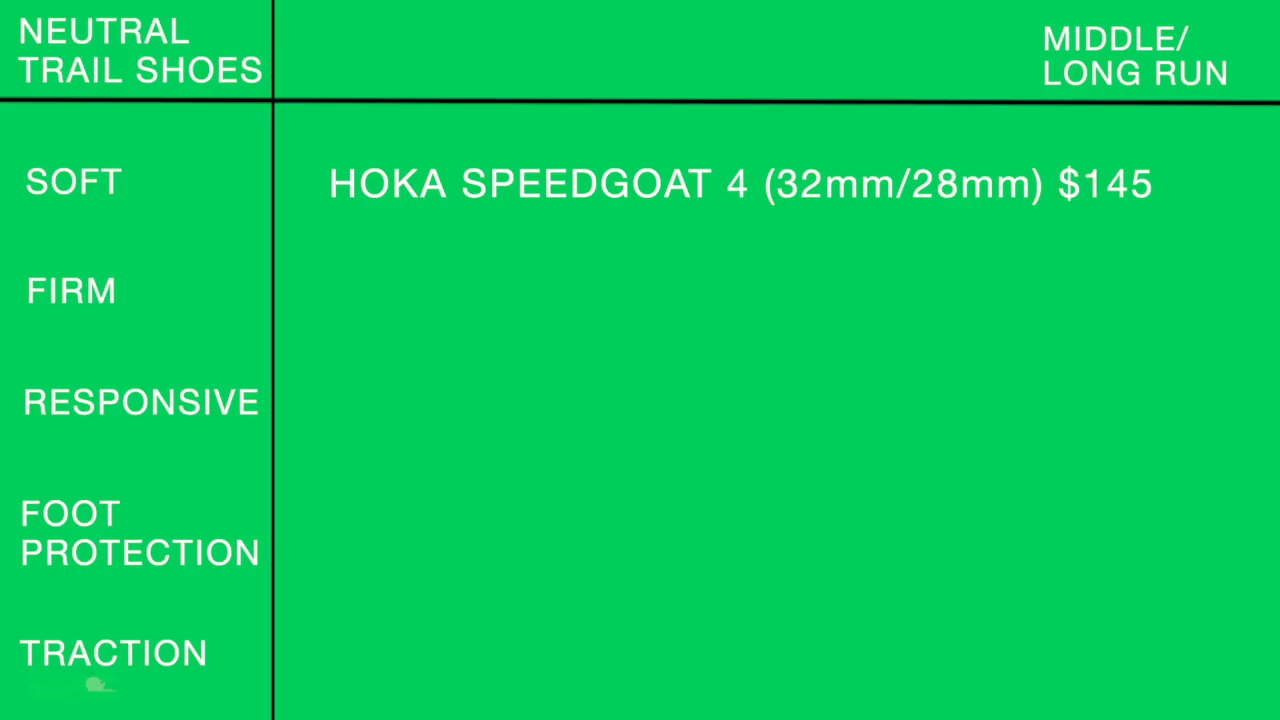 NEUTRAL
TRAIL SHOES
MIDDLE/
LONG RUN
SOFT
HOKA SPEEDGOAT 4 (32mm/28mm) $145
FIRM
RESPONSIVE
FOOT
PROTECTION
TRACTION